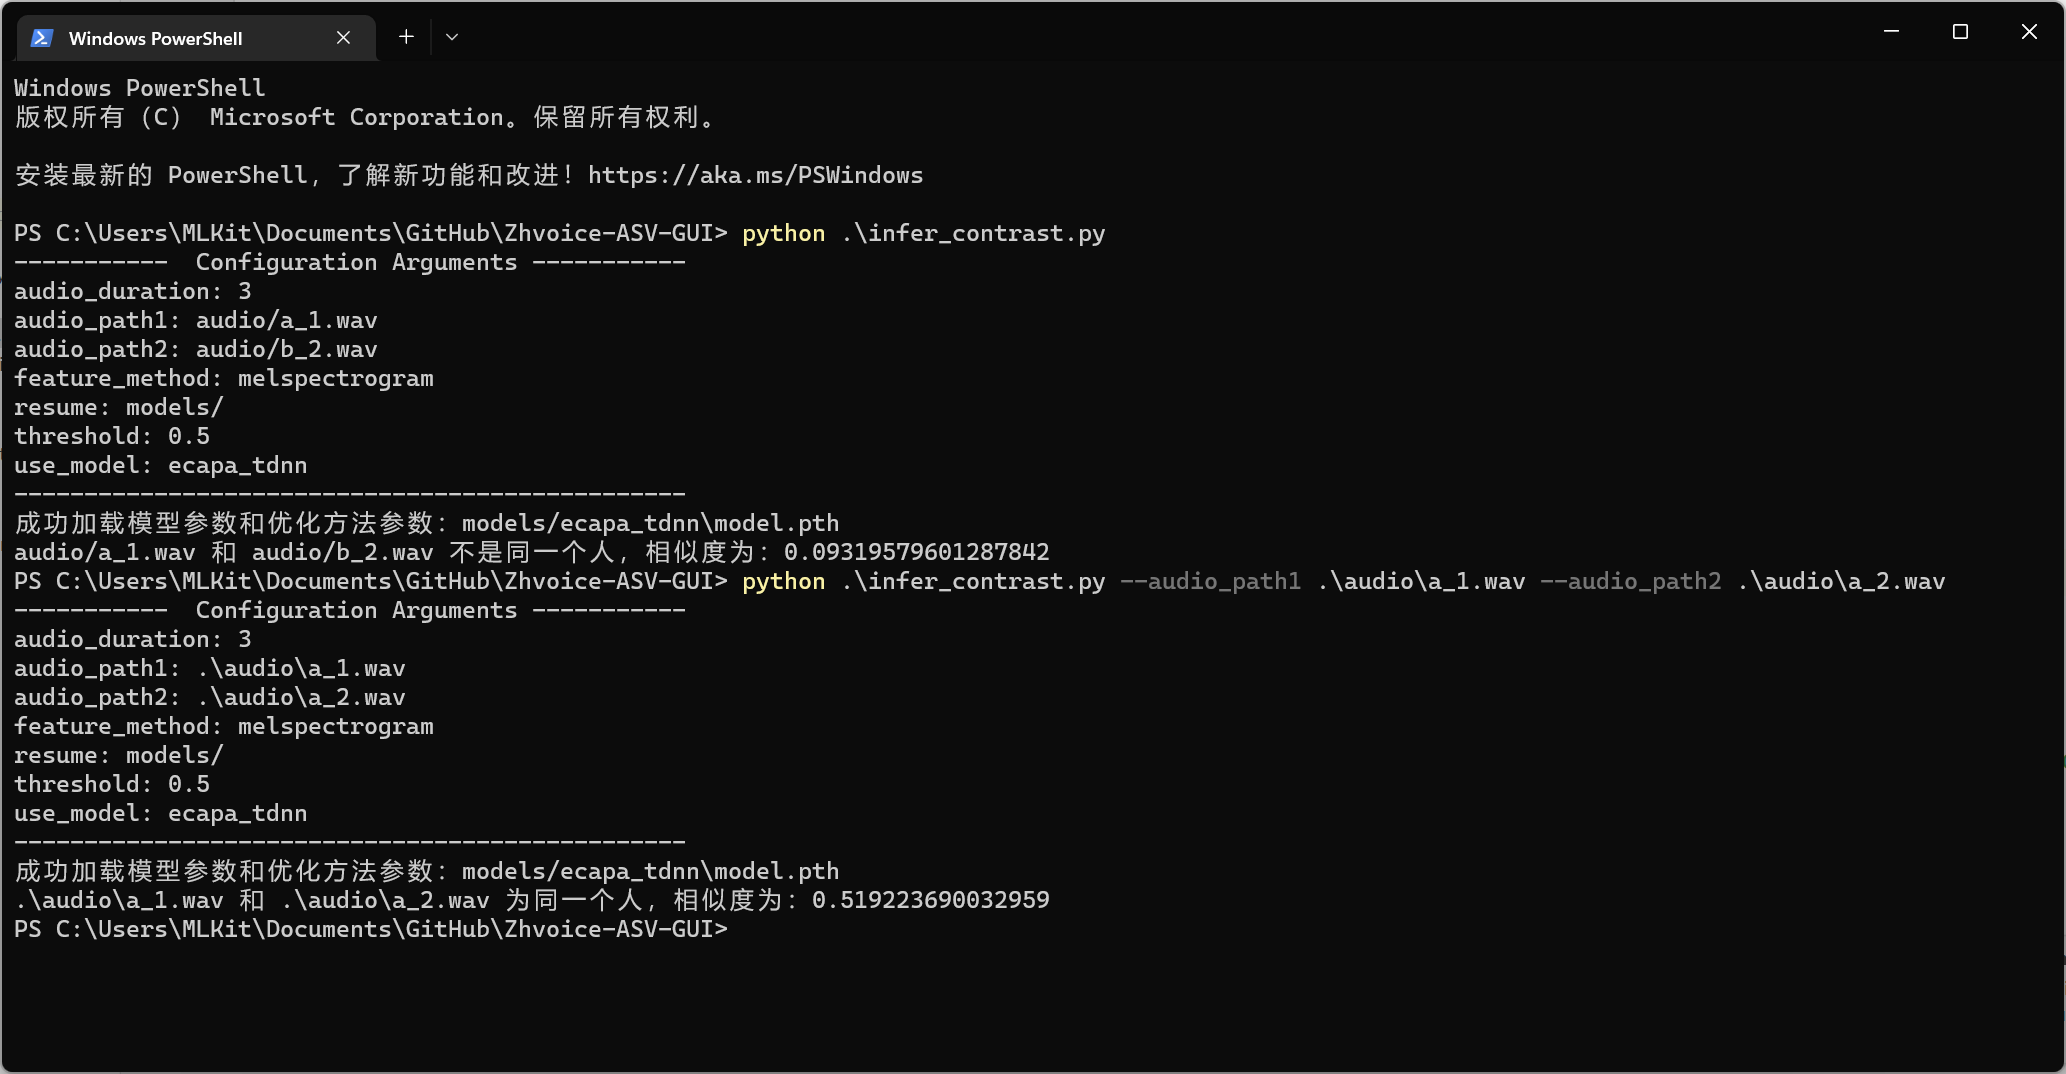 Windows PowerShell
Windows PowerShell
版权所有 (C) Microsoft Corporation。保留所有权利。
安装最新的 PowerShell，了解新功能和改进！https://aka.ms/PSWindows
PS C:\Users\MLKit\Documents\GitHub\Zhvoice-ASV-GUI> python .\infer_contrast.py
-----------  Configuration Arguments -----------
audio_duration: 3
audio_path1: audio/a_1.wav
audio_path2: audio/b_2.wav
feature_method: melspectrogram
resume: models/
threshold: 0.5
use_model: ecapa_tdnn
------------------------------------------------
成功加载模型参数和优化方法参数：models/ecapa_tdnn\model.pth
audio/a_1.wav 和 audio/b_2.wav 不是同一个人，相似度为：0.09319579601287842
PS C:\Users\MLKit\Documents\GitHub\Zhvoice-ASV-GUI> python .\infer_contrast.py --audio_path1 .\audio\a_1.wav --audio_path2 .\audio\a_2.wav
-----------  Configuration Arguments -----------
audio_duration: 3
audio_path1: .\audio\a_1.wav
audio_path2: .\audio\a_2.wav
feature_method: melspectrogram
resume: models/
threshold: 0.5
use_model: ecapa_tdnn
------------------------------------------------
成功加载模型参数和优化方法参数：models/ecapa_tdnn\model.pth
.\audio\a_1.wav 和 .\audio\a_2.wav 为同一个人，相似度为：0.519223690032959
PS C:\Users\MLKit\Documents\GitHub\Zhvoice-ASV-GUI>